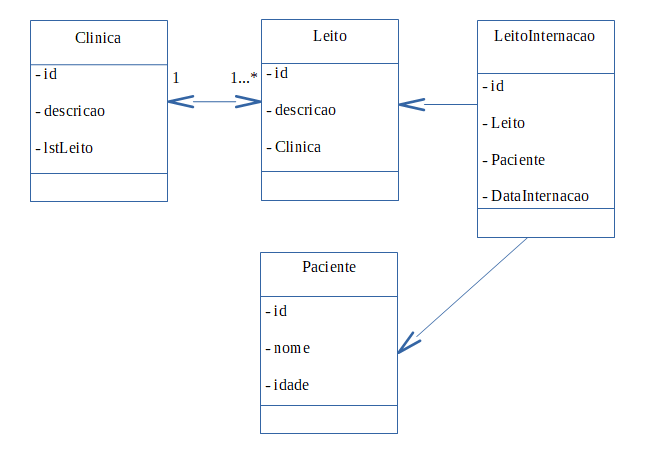 Clinica
- id
- descricao
- lstLeito
1
1...*
Leito
- id
- descricao
- Clinica
LeitoInternacao
- id
- Leito
- Paciente
- DataInternacao
Paciente
- id
- nome
- idade